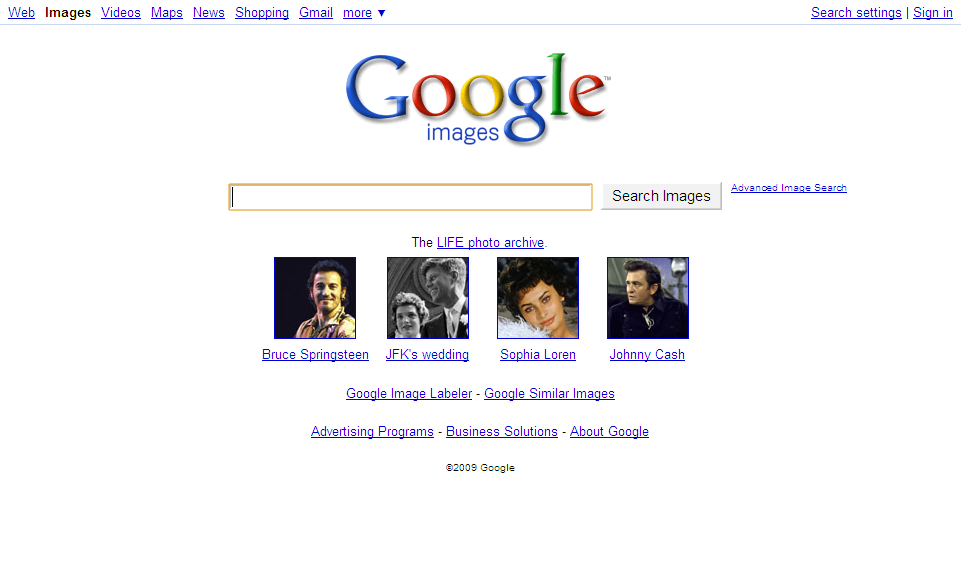 Web Images Videos Maps News Shopping Gmail more ▼
Search settings | Sign in
Google™
images
Search Images
Advanced Image Search
The LIFE photo archive.
Bruce Springsteen JFK's wedding Sophia Loren Johnny Cash
Google Image Labeler - Google Similar Images
Advertising Programs - Business Solutions - About Google
©2009 Google